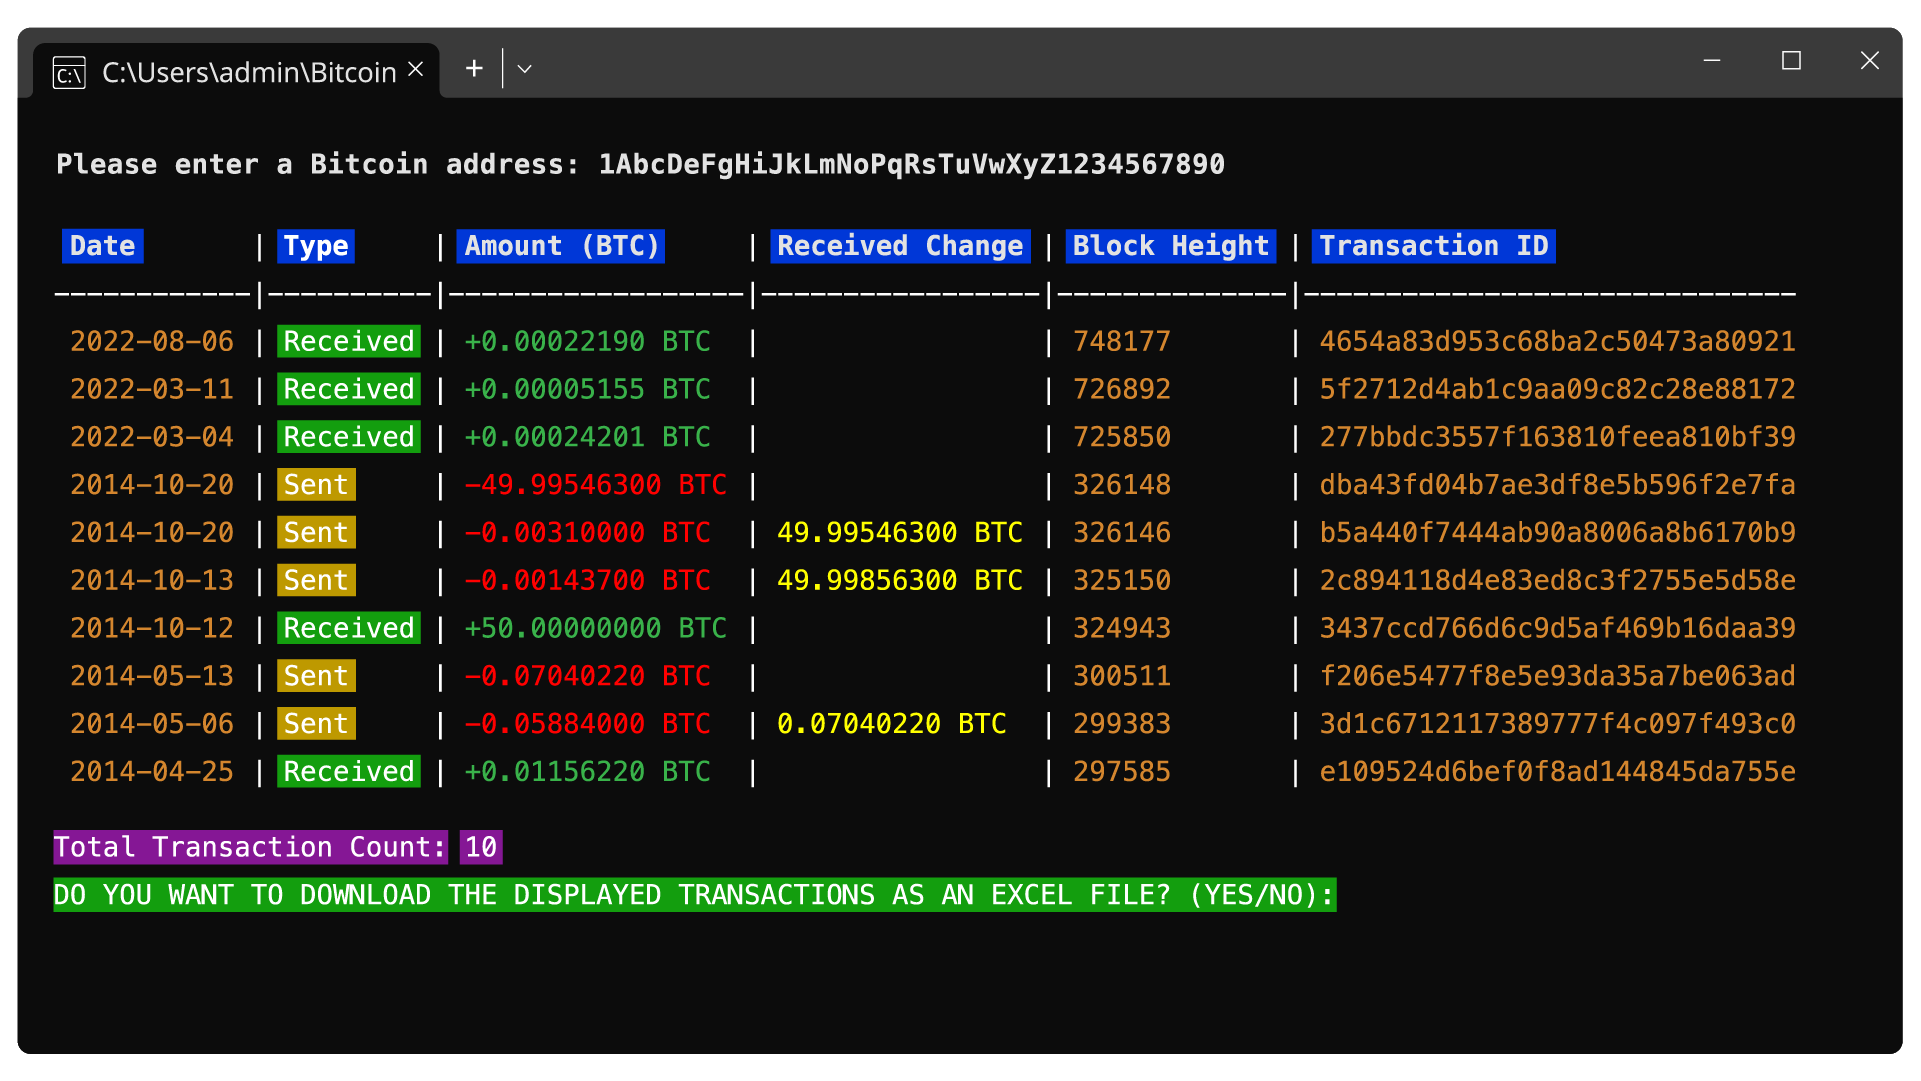 C:\Users\admin\Bitcoin
Please enter a Bitcoin address: 1AbcDeFgHiJkLmNoPqRsTuVwXyZ1234567890
Date | Type | Amount (BTC) | Received Change | Block Height | Transaction ID
2022-08-06 | Received | +0.00022190 BTC | | 748177 | 4654a83d953c68ba2c50473a80921
2022-03-11 | Received | +0.00005155 BTC | | 726892 | 5f2712d4ab1c9aa09c82c28e88172
2022-03-04 | Received | +0.00024201 BTC | | 725850 | 277bbdc3557f163810feea810bf39
2014-10-20 | Sent | -49.99546300 BTC | | 326148 | dba43fd04b7ae3df8e5b596f2e7fa
2014-10-20 | Sent | -0.00310000 BTC | 49.99546300 BTC | 326146 | b5a440f7444ab90a8006a8b6170b9
2014-10-13 | Sent | -0.00143700 BTC | 49.99856300 BTC | 325150 | 2c894118d4e83ed8c3f2755e5d58e
2014-10-12 | Received | +50.00000000 BTC | | 324943 | 3437ccd766d6c9d5af469b16daa39
2014-05-13 | Sent | -0.07040220 BTC | | 300511 | f206e5477f8e5e93da35a7be063ad
2014-05-06 | Sent | -0.05884000 BTC | 0.07040220 BTC | 299383 | 3d1c6712117389777f4c097f493c0
2014-04-25 | Received | +0.01156220 BTC | | 297585 | e109524d6bef0f8ad144845da755e
Total Transaction Count: 10
DO YOU WANT TO DOWNLOAD THE DISPLAYED TRANSACTIONS AS AN EXCEL FILE? (YES/NO):